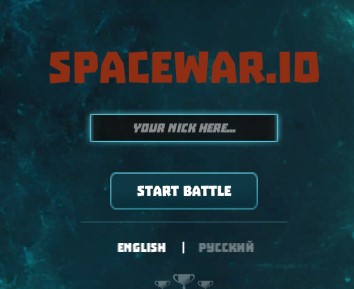 SPACEWAR.IO
YOUR NICK HERE...
START BATTLE
ENGLISH | РУССКИЙ